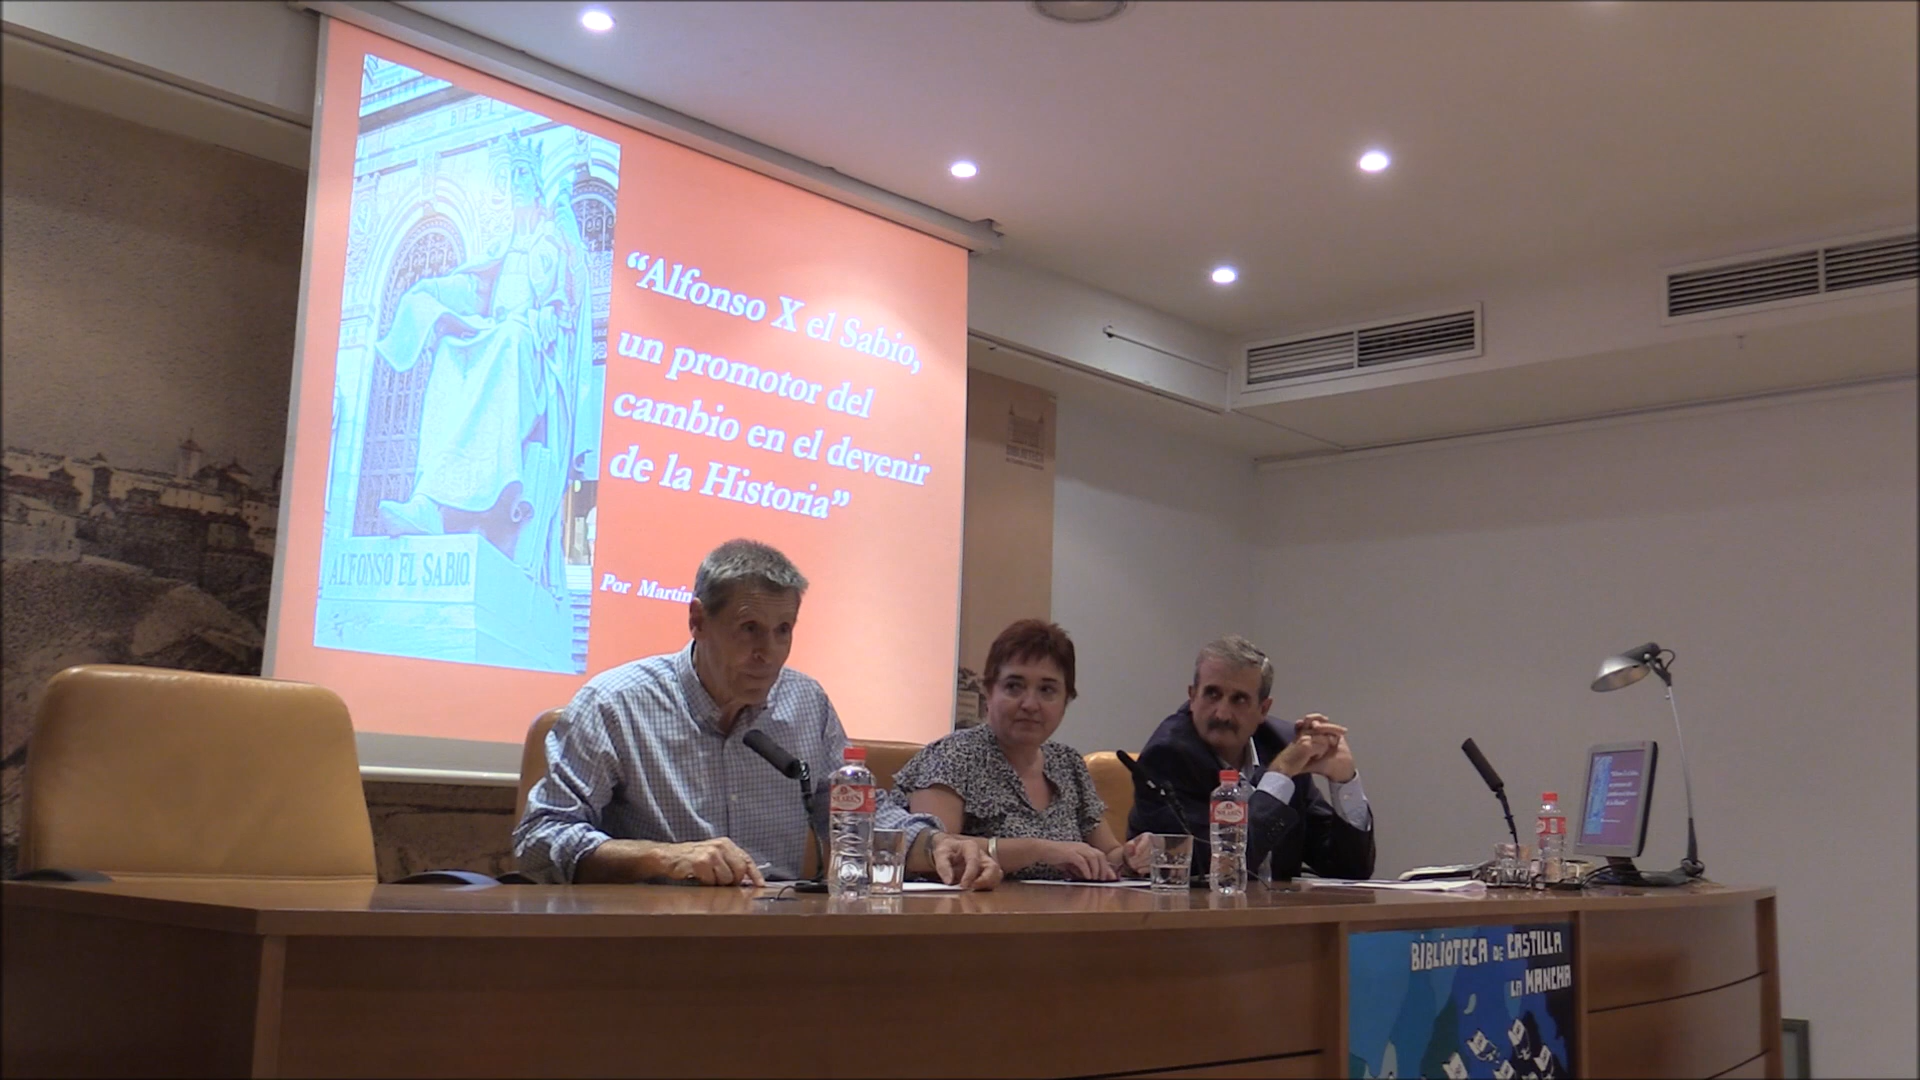 BIBL
"Alfonso X el Sabio,
un promotor del
cambio en el devenir
de la Historia"
Por Martín
ALFONSO EL SABIO
BIBLIOTECA DE CASTILLA
LA MANCHA